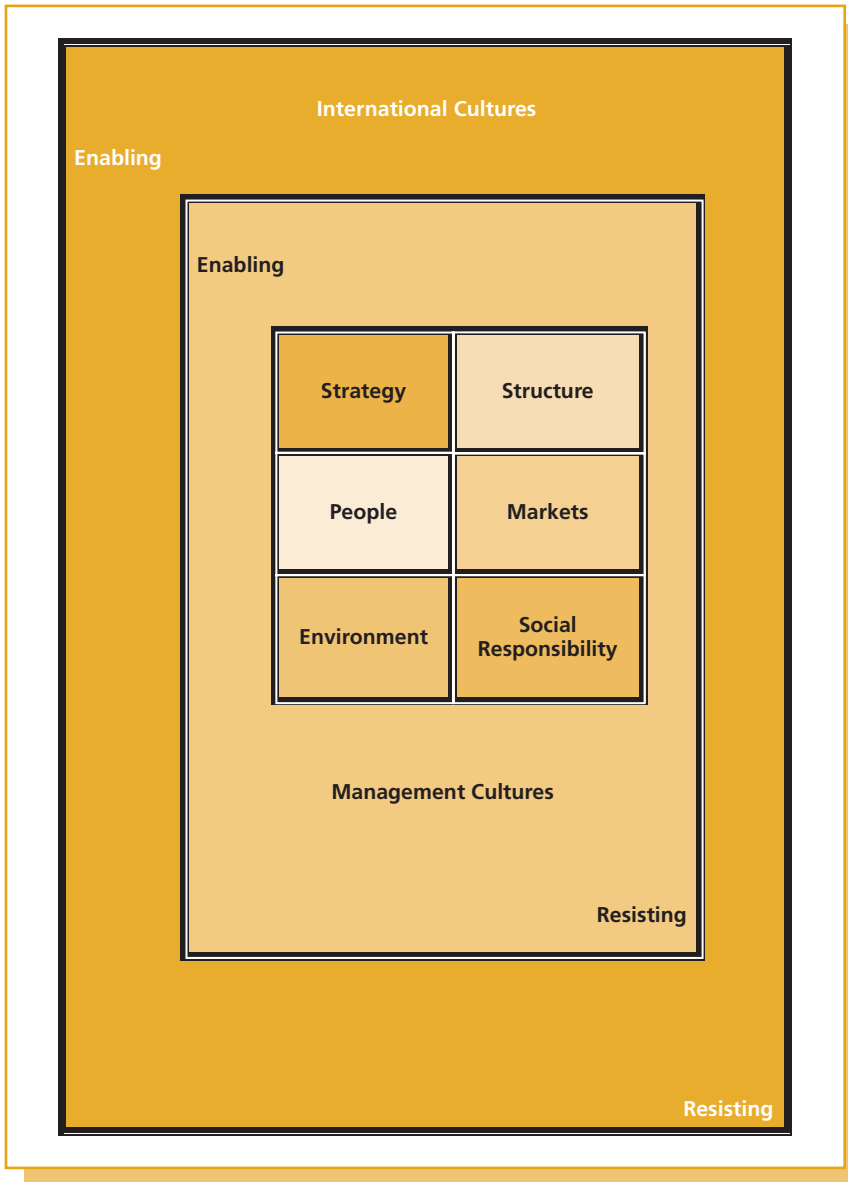 International Cultures
Enabling
Enabling
Strategy
Structure
People
Markets
Environment
Social
Responsibility
Management Cultures
Resisting
Resisting